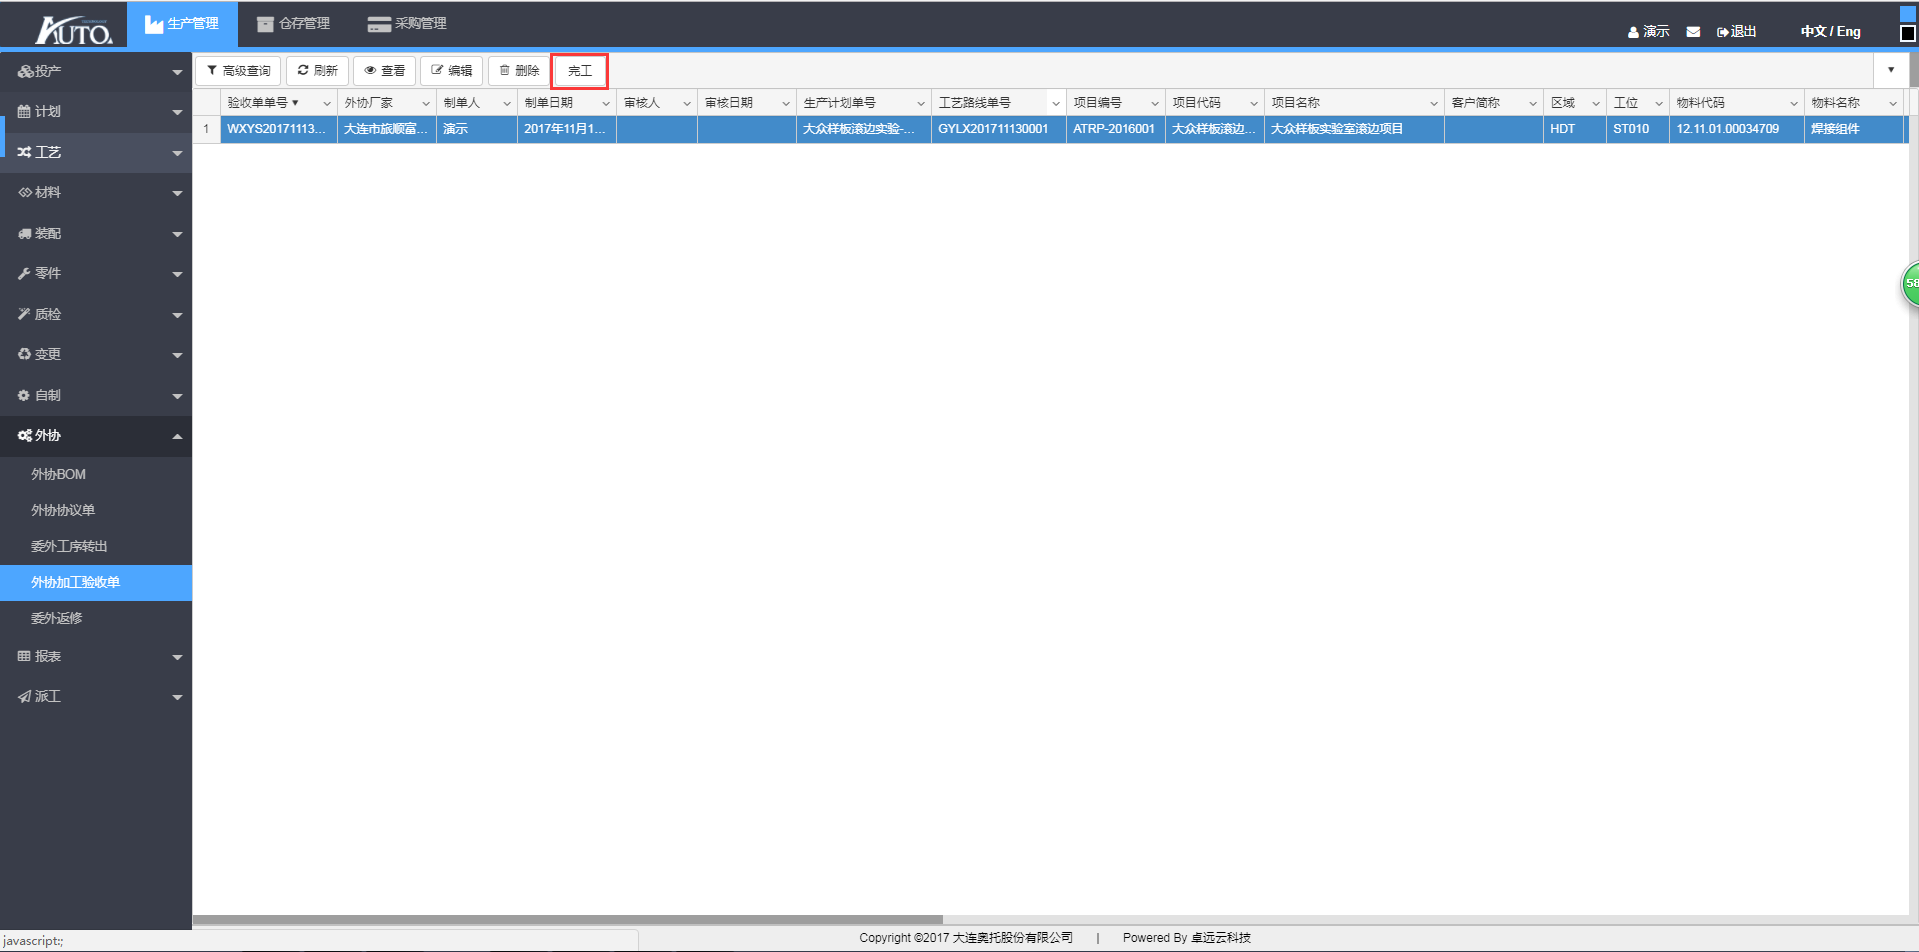 AUTO 生产管理 仓存管理 采购管理 演示 退出 中文 / Eng
投产
计划
工艺
材料
装配
零件
质检
变更
自制
外协
外协BOM
外协协议单
委外工序转出
外协加工验收单
委外返修
报表
派工
高级查询 刷新 查看 编辑 删除 完工
验收单单号 外协厂家 制单人 制单日期 审核人 审核日期 生产计划单号 工艺路线单号 项目编号 项目代码 项目名称 客户简称 区域 工位 物料代码 物料名称
1 WXYS20171113... 大连市旅顺富... 演示 2017年11月1... 大众样板滚边实验-... GYLX201711130001 ATRP-2016001 大众样板滚边... 大众样板实验室滚边项目 HDT ST010 12.11.01.00034709 焊接组件
58
javascript:;
Copyright ©2017 大连奥托股份有限公司 | Powered By 卓远云科技